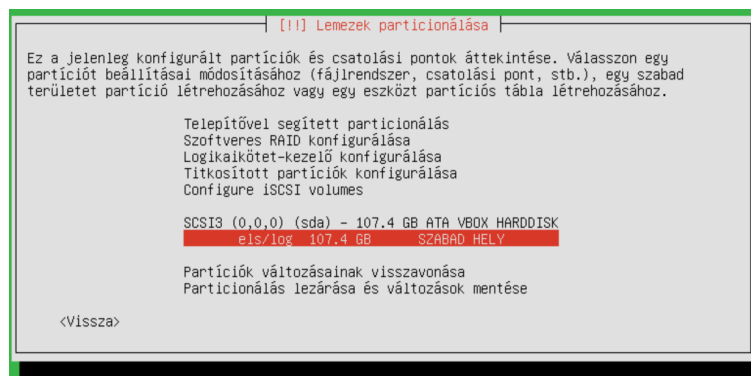 [!!] Lemezek particionálása
Ez a jelenleg konfigurált partíciók és csatolási pontok áttekintése. Válasszon egy
partíciót beállításai módosításához (fájlrendszer, csatolási pont, stb.), egy szabad
területet partíció létrehozásához vagy egy eszközt partíciós tábla létrehozásához.
Telepítővel segített particionálás
Szoftveres RAID konfigurálása
Logikaikötet-kezelő konfigurálása
Titkosított partíciók konfigurálása
Configure iSCSI volumes
SCSI3 (0,0,0) (sda) - 107.4 GB ATA VBOX HARDDISK
els/log 107.4 GB SZABAD HELY
Partíciók változásainak visszavonása
Particionálás lezárása és változások mentése
<Vissza>